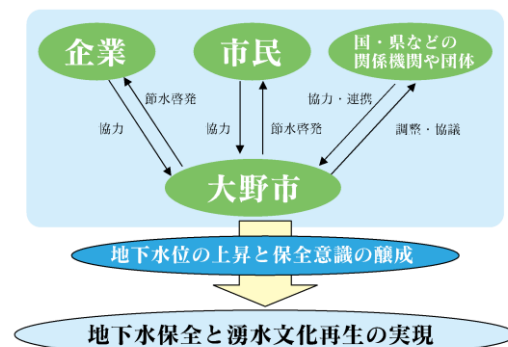 企業
市民
国・県などの
関係機関や団体
節水啓発
協力
協力
節水啓発
協力・連携
調整・協議
大野市
地下水位の上昇と保全意識の醸成
地下水保全と湧水文化再生の実現